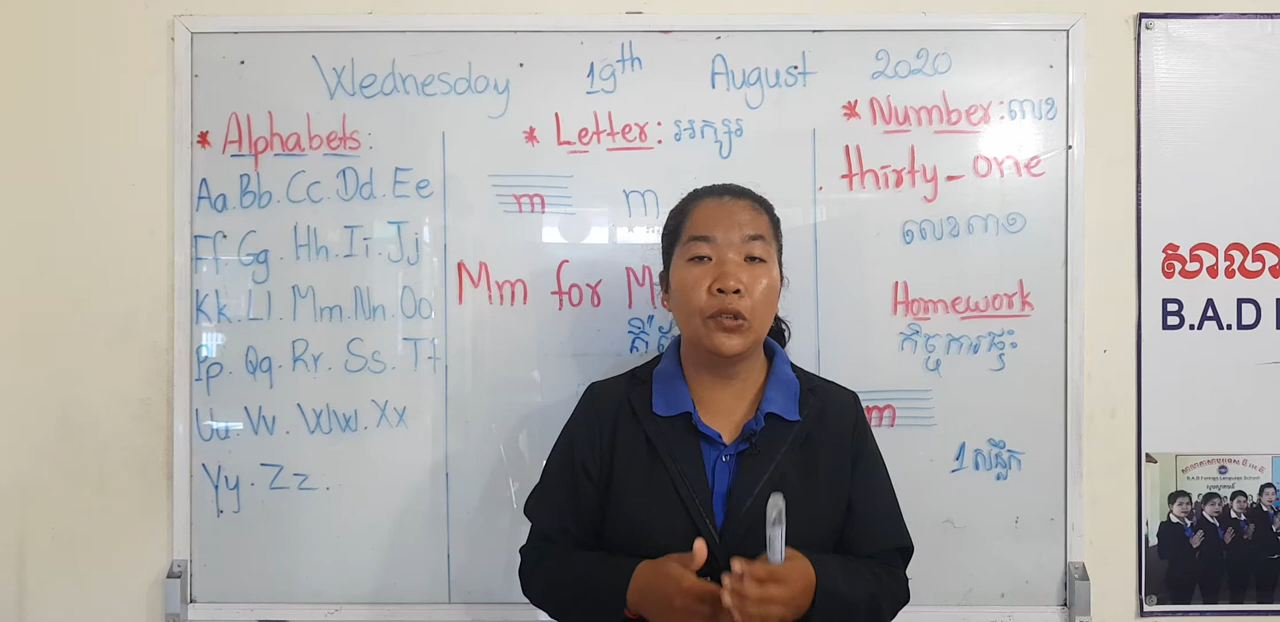 Wednesday 19th August 2020
* Alphabets:
Aa. Bb. Cc. Dd. Ee
Ff. Gg. Hh. Ii. Jj
Kk. Ll. Mm. Nn. Oo
Pp. Qq. Rr. Ss. Tt
Uu. Vv. Ww. Xx
Yy. Zz.
* Letter: អក្សរ
m m
Mm for M
* Number: លេខ
thirty-one
លេខ៣១
Homework
កិច្ចការផ្ទះ
m
1 សន្លឹក
សាលា
B.A.D
B.A.D Foreign Language School